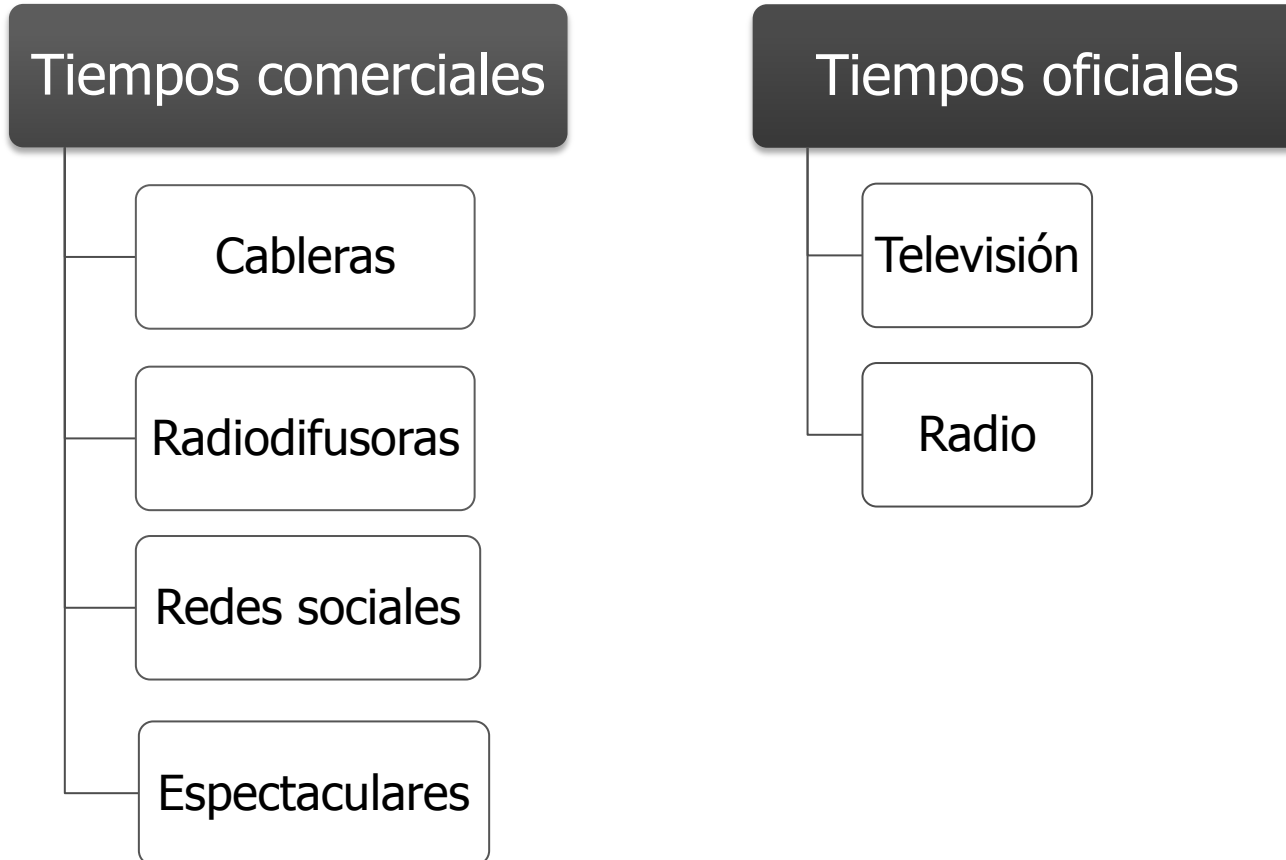 Tiempos comerciales
Cableras
Radiodifusoras
Redes sociales
Espectaculares
Tiempos oficiales
Televisión
Radio